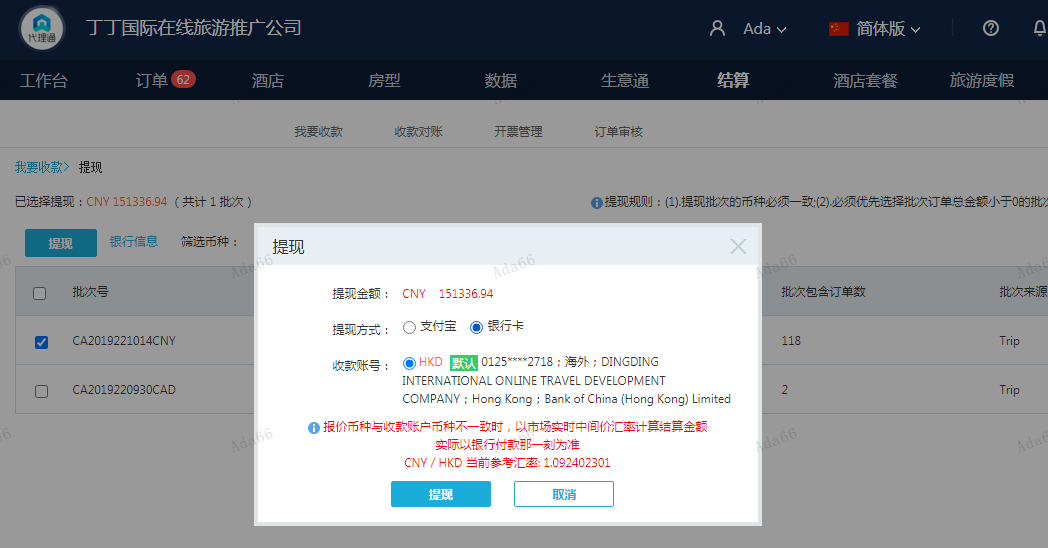 代理通
丁丁国际在线旅游推广公司
Ada
简体版
工作台 订单 62 酒店 房型 数据 生意通 结算 酒店套餐 旅游度假
我要收款 收款对账 开票管理 订单审核
我要收款> 提现
已选择提现：CNY 151336.94 （共计 1 批次）
提现规则：(1).提现批次的币种必须一致;(2).必须优先选择批次订单总金额小于0的批次
提现 银行信息 筛选币种：
批次号 批次包含订单数 批次来源
CA2019221014CNY 118 Trip
CA2019220930CAD 2 Trip
提现
提现金额： CNY 151336.94
提现方式： 支付宝 银行卡
收款账号： HKD 默认 0125****2718；海外；DINGDING
INTERNATIONAL ONLINE TRAVEL DEVELOPMENT
COMPANY；Hong Kong；Bank of China (Hong Kong) Limited
报价币种与收款账户币种不一致时，以市场实时中间价汇率计算结算金额
实际以银行付款那一刻为准
CNY / HKD 当前参考汇率: 1.092402301
提现 取消
Ada66
Ada66
Ada66
Ada66
Ada66
Ada66